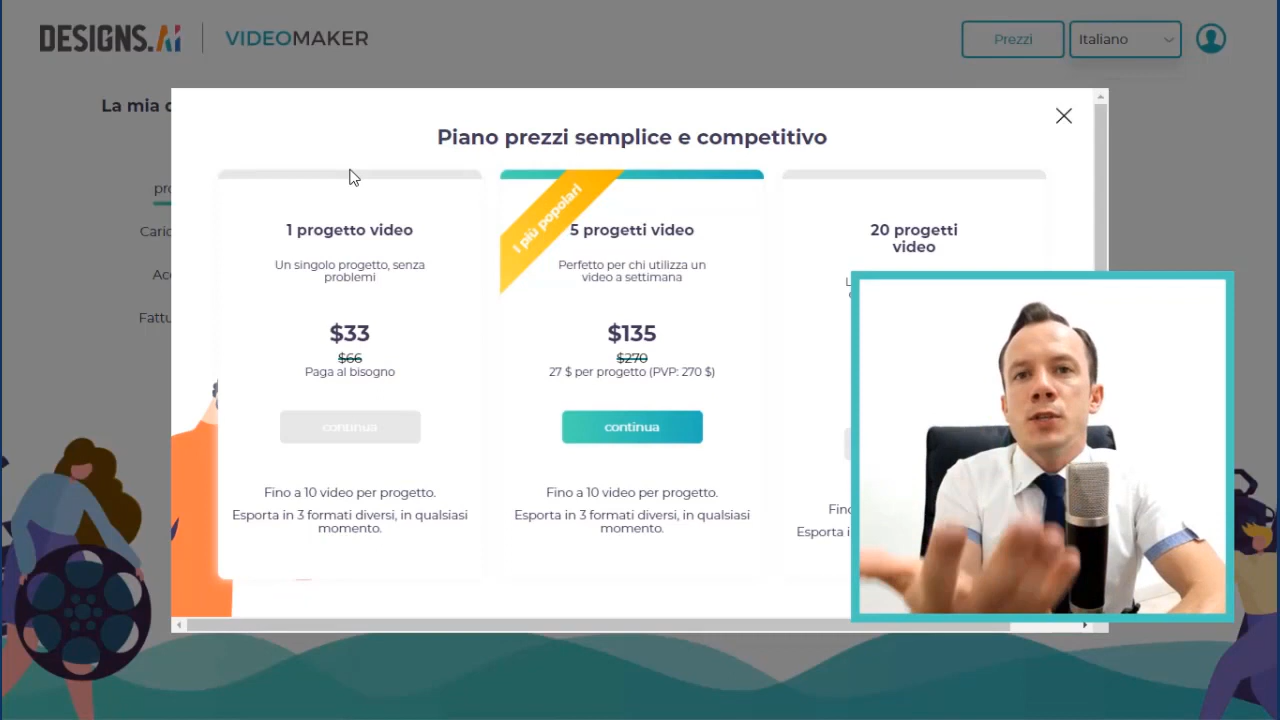 DESIGNS.AI
VIDEOMAKER
Prezzi
Italiano
La mia
Piano prezzi semplice e competitivo
1 progetto video
Un singolo progetto, senza
problemi
$33
$66
Paga al bisogno
continua
Fino a 10 video per progetto.
Esporta in 3 formati diversi, in qualsiasi
momento.
I più popolari
5 progetti video
Perfetto per chi utilizza un
video a settimana
$135
$270
27 $ per progetto (PVP: 270 $)
continua
Fino a 10 video per progetto.
Esporta in 3 formati diversi, in qualsiasi
momento.
20 progetti
video
Esporta i